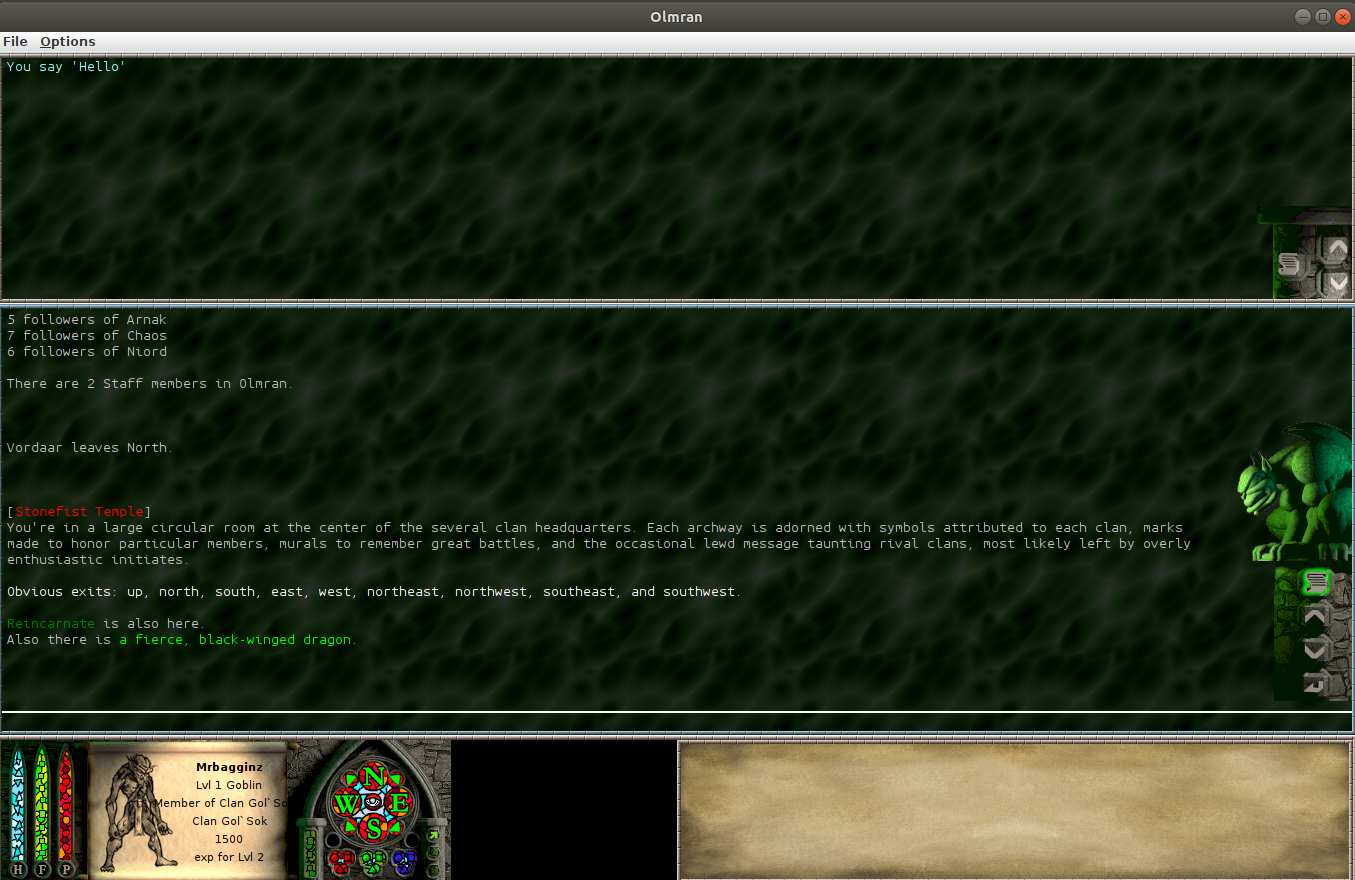 Olmran
File Options
You say 'Hello'
5 followers of Arnak
7 followers of Chaos
6 followers of Niord
There are 2 Staff members in Olmran.
Vordaar leaves North.
[Stonefist Temple]
You're in a large circular room at the center of the several clan headquarters. Each archway is adorned with symbols attributed to each clan, marks
made to honor particular members, murals to remember great battles, and the occasional lewd message taunting rival clans, most likely left by overly
enthusiastic initiates.
Obvious exits: up, north, south, east, west, northeast, northwest, southeast, and southwest.
Reincarnate is also here.
Also there is a fierce, black-winged dragon.
Mrbagginz
Lvl 1 Goblin
Member of Clan Gol`So
Clan Gol`Sok
1500
exp for Lvl 2
H F P
N
W E
S